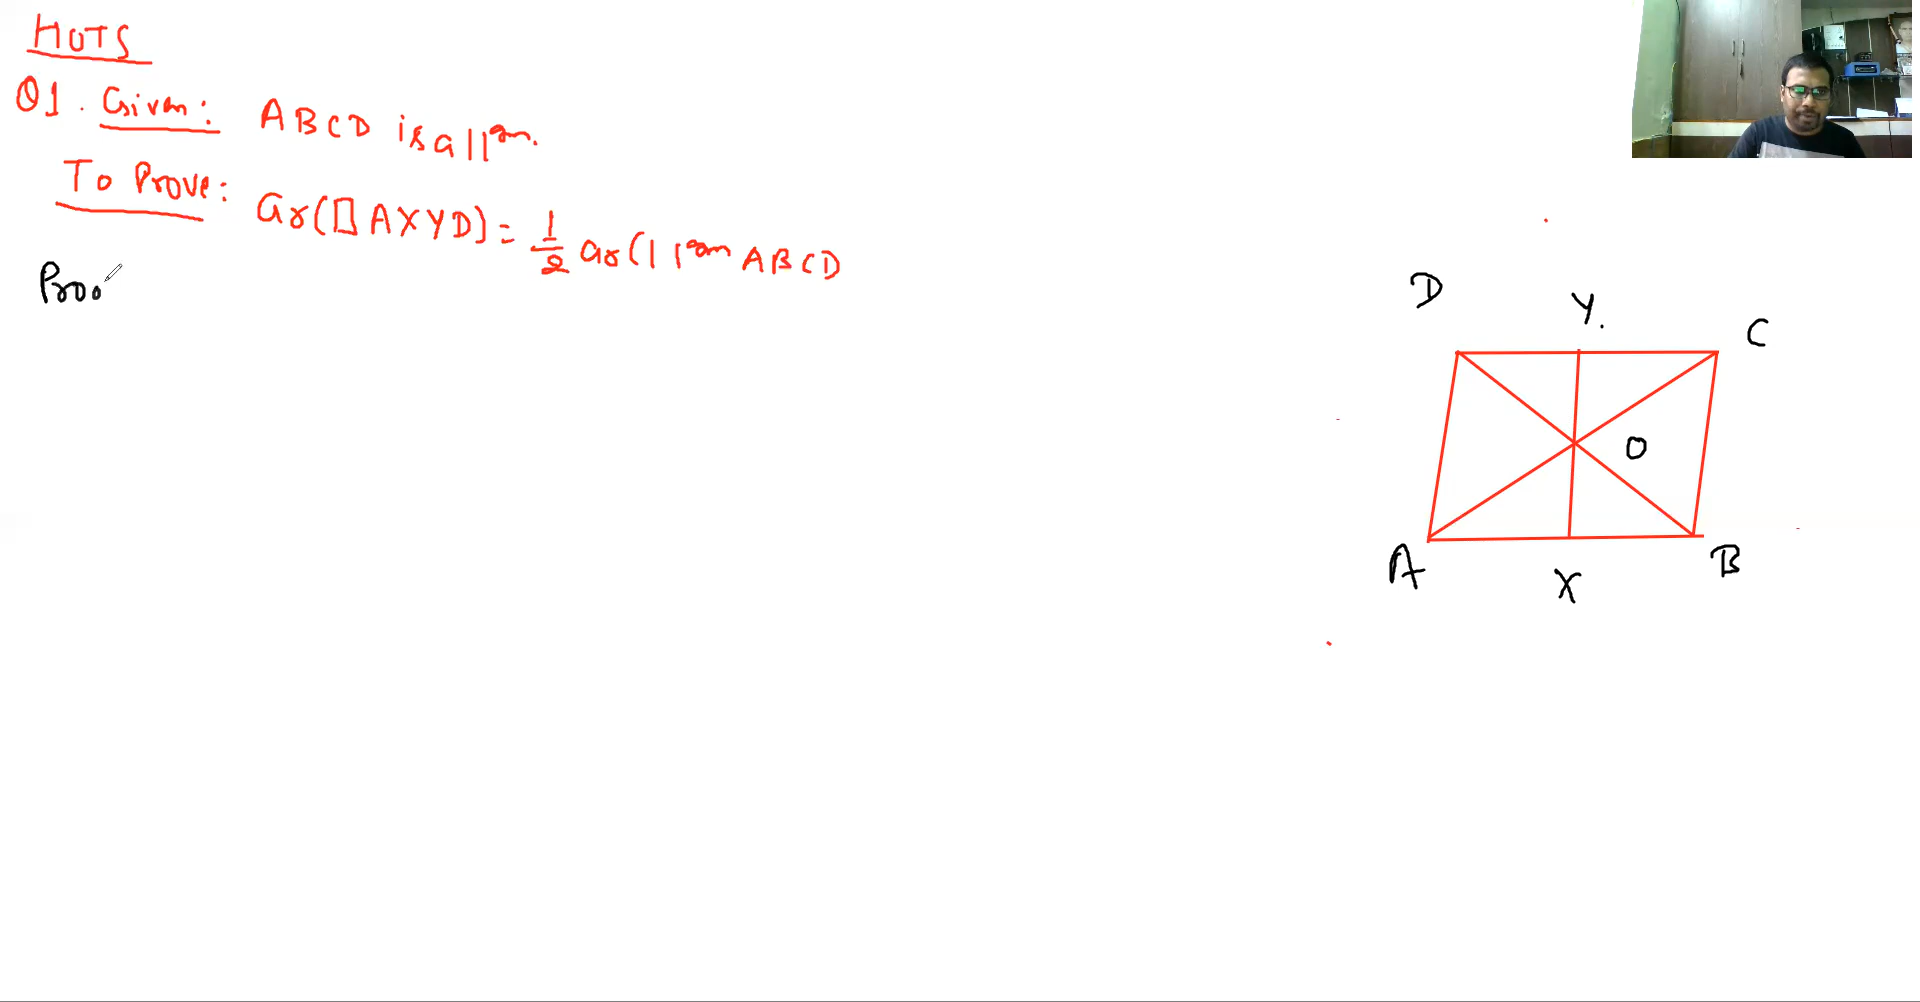 HOTS
Q1. Given: ABCD is a ||gm.
To Prove: ar(▯AXYD) = 1/2 ar(||gm ABCD
Proo
D Y. C
O
A X B